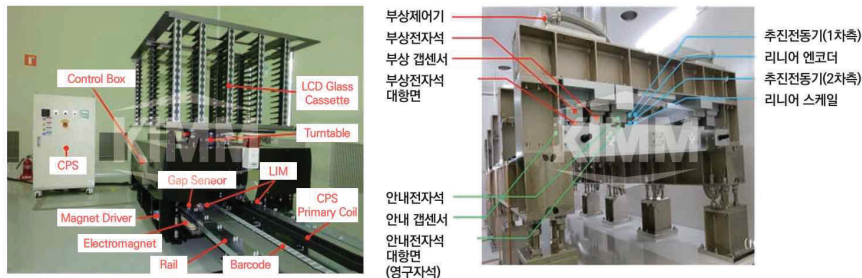 Control Box
LCD Glass
Cassette
Turntable
CPS
KIMM
Gap Sensor
LIM
CPS
Primary Coil
Magnet Driver
Electromagnet
Rail
Barcode
부상제어기
부상전자석
부상 갭센서
부상전자석
대향면
추진전동기(1차측)
리니어 엔코더
추진전동기(2차측)
리니어 스케일
KIMM
안내전자석
안내 갭센서
안내전자석
대향면
(영구자석)